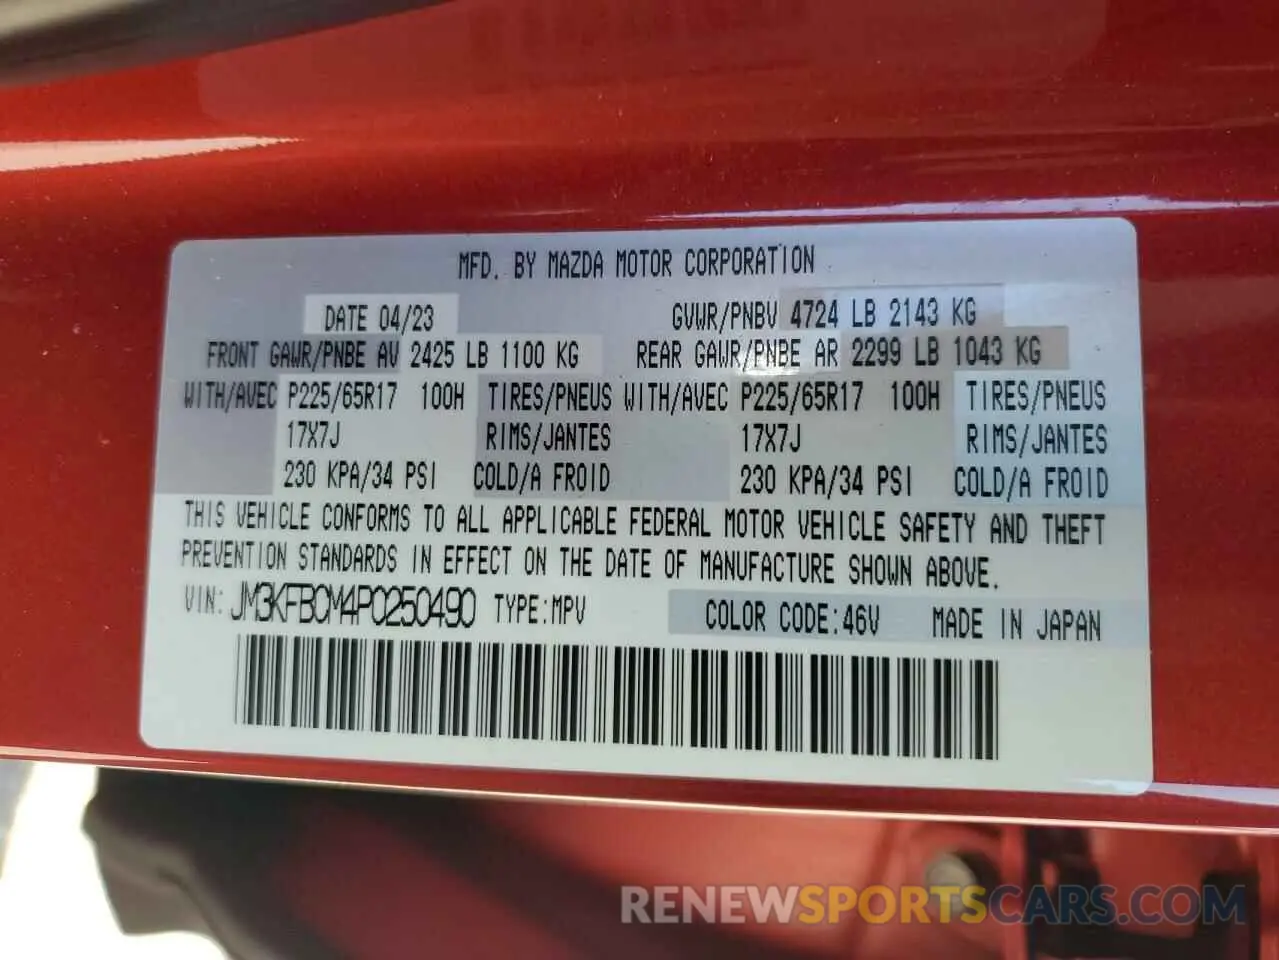 MFD. BY MAZDA MOTOR CORPORATION
DATE 04/23 GVWR/PNBV 4724 LB 2143 KG
FRONT GAWR/PNBE AV 2425 LB 1100 KG REAR GAWR/PNBE AR 2299 LB 1043 KG
WITH/AVEC P225/65R17 100H TIRES/PNEUS WITH/AVEC P225/65R17 100H TIRES/PNEUS
17X7J RIMS/JANTES 17X7J RIMS/JANTES
230 KPA/34 PSI COLD/A FROID 230 KPA/34 PSI COLD/A FROID
THIS VEHICLE CONFORMS TO ALL APPLICABLE FEDERAL MOTOR VEHICLE SAFETY AND THEFT
PREVENTION STANDARDS IN EFFECT ON THE DATE OF MANUFACTURE SHOWN ABOVE.
VIN: JM3KFBCM4P0250490 TYPE:MPV COLOR CODE:46V MADE IN JAPAN
RENEWSPORTSCARS.COM